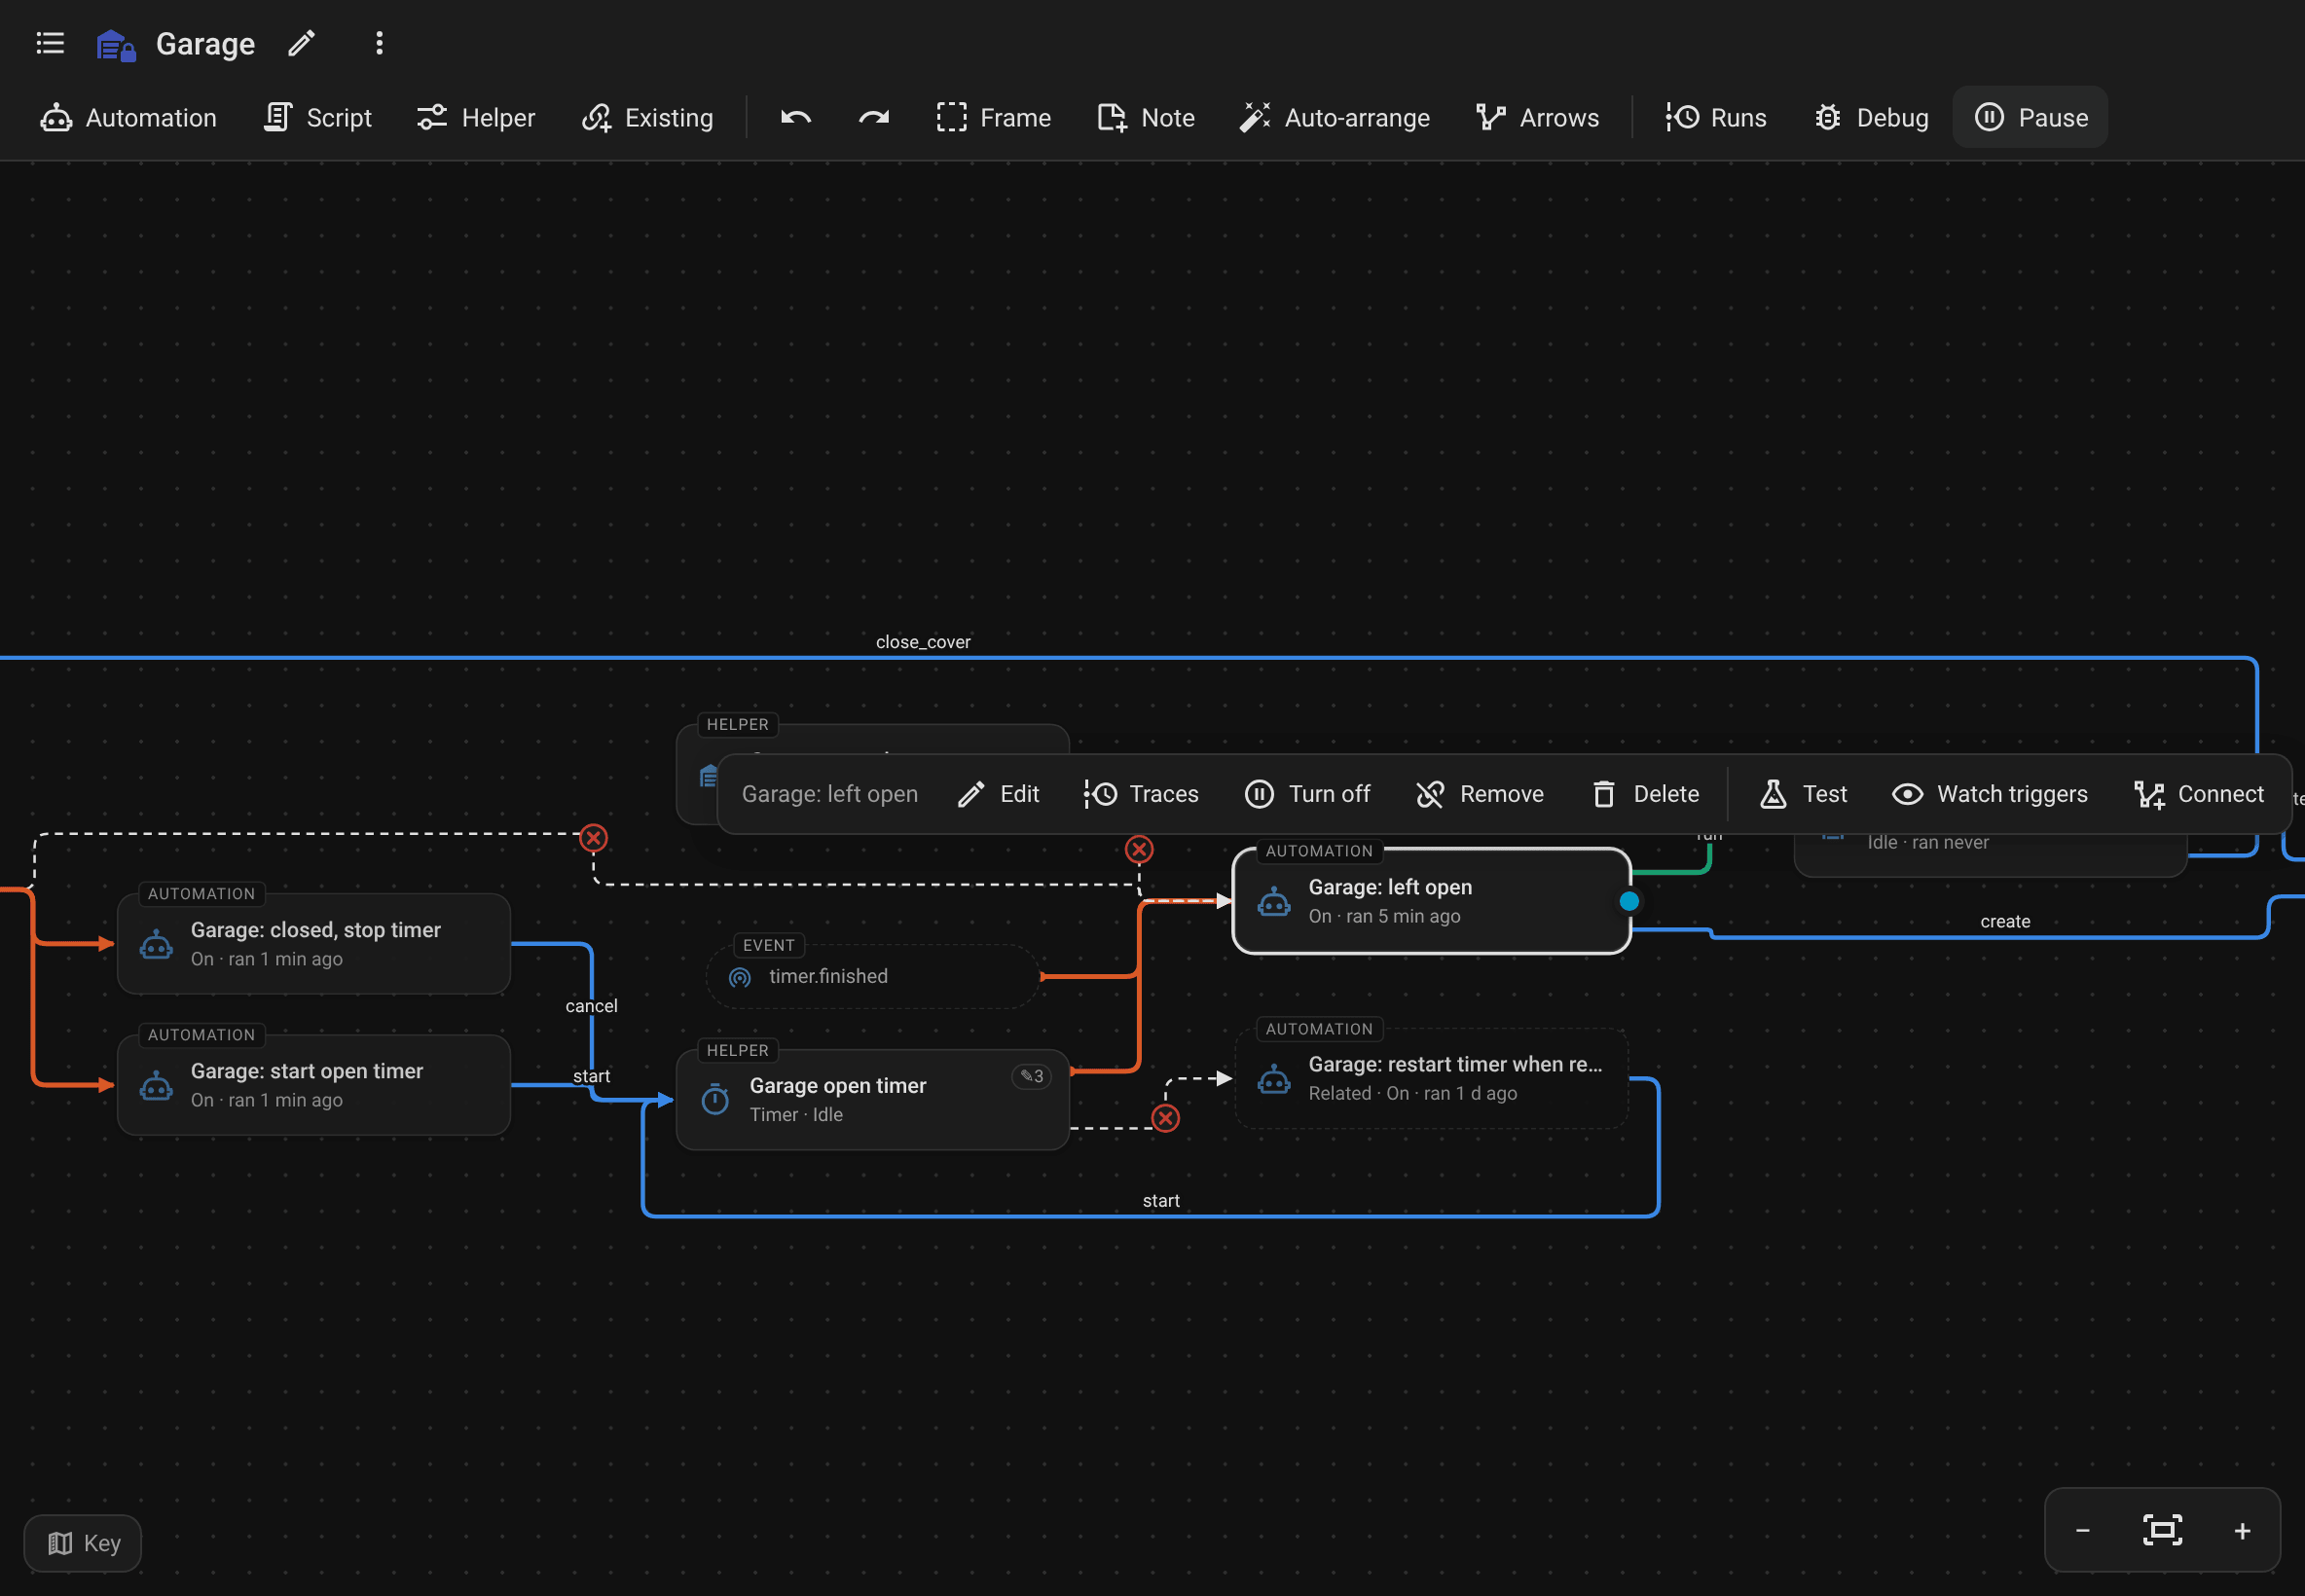 Garage
Automation
Script
Helper
Existing
Frame
Note
Auto-arrange
Arrows
Runs
Debug
Pause
close_cover
HELPER
Garage: left open
Edit
Traces
Turn off
Remove
Delete
Test
Watch triggers
Connect
run
Idle · ran never
AUTOMATION
Garage: left open
On · ran 5 min ago
create
AUTOMATION
Garage: closed, stop timer
On · ran 1 min ago
EVENT
timer.finished
cancel
AUTOMATION
Garage: start open timer
On · ran 1 min ago
start
HELPER
Garage open timer
Timer · Idle
✎3
AUTOMATION
Garage: restart timer when re...
Related · On · ran 1 d ago
start
Key